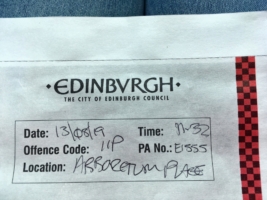 ·EDINBVRGH·
THE CITY OF EDINBURGH COUNCIL
Date: 13/08/19 Time: 11-32
Offence Code: 11P PA No.: E1555
Location: ARBORETUM PLACE